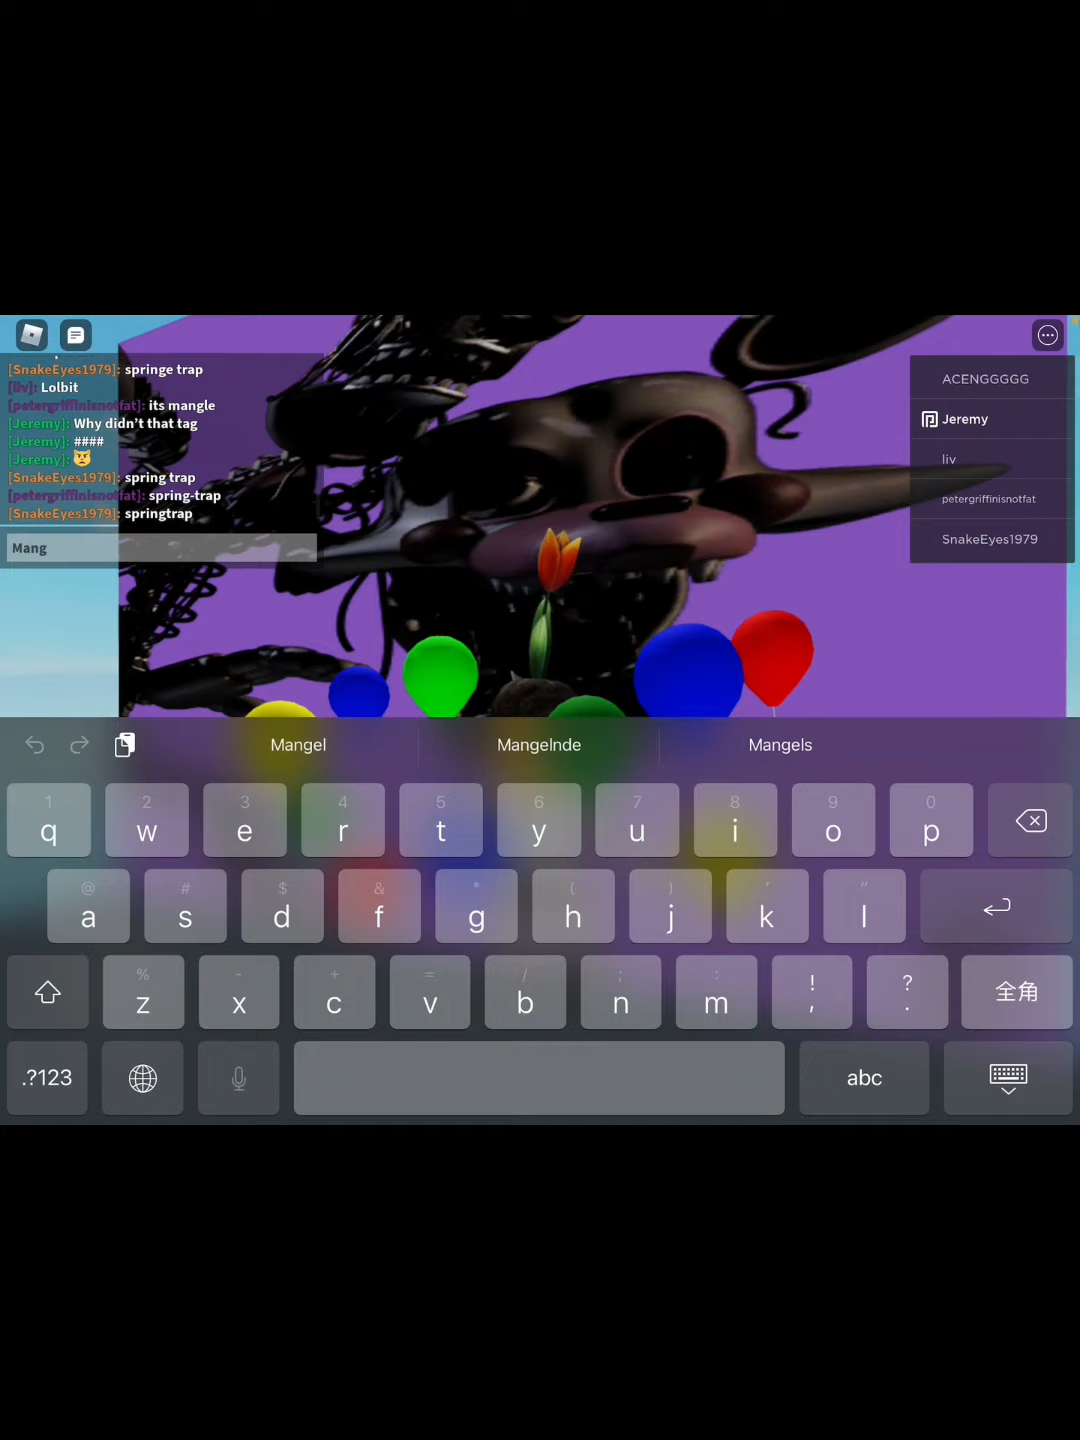 [SnakeEyes1979]: springe trap
[liv]: Lolbit
[petergriffinisnotfat]: its mangle
[Jeremy]: Why didn't that tag
[Jeremy]: ####
[Jeremy]: 😾
[SnakeEyes1979]: spring trap
[petergriffinisnotfat]: spring-trap
[SnakeEyes1979]: springtrap
Mang
ACENGGGGG
Jeremy
liv
petergriffinisnotfat
SnakeEyes1979
Mangel Mangelnde Mangels
1 2 3 4 5 6 7 8 9 0
q w e r t y u i o p
@ # $ & * ( ) ' "
a s d f g h j k l
% - + = / ; : ! ?
z x c v b n m , . 全角
.?123 abc